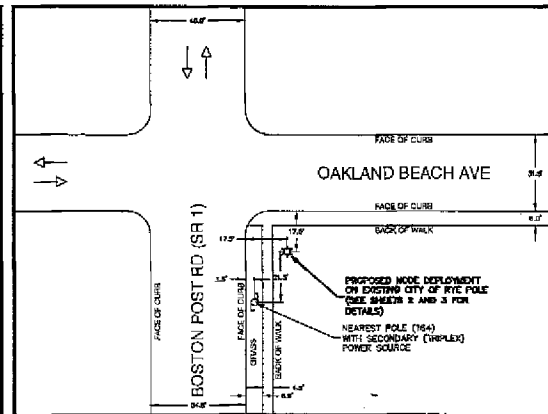 FACE OF CURB
OAKLAND BEACH AVE
FACE OF CURB
BACK OF WALK
17.5'
BOSTON POST RD (SR 1)
FACE OF CURB
FACE OF CURB
GRASS
BACK OF WALK
PROPOSED NODE DEPLOYMENT
ON EXISTING CITY OF RYE POLE
(SEE SHEETS 2 AND 3 FOR
DETAILS)
NEAREST POLE (164)
WITH SECONDARY (TRIPLEX)
POWER SOURCE